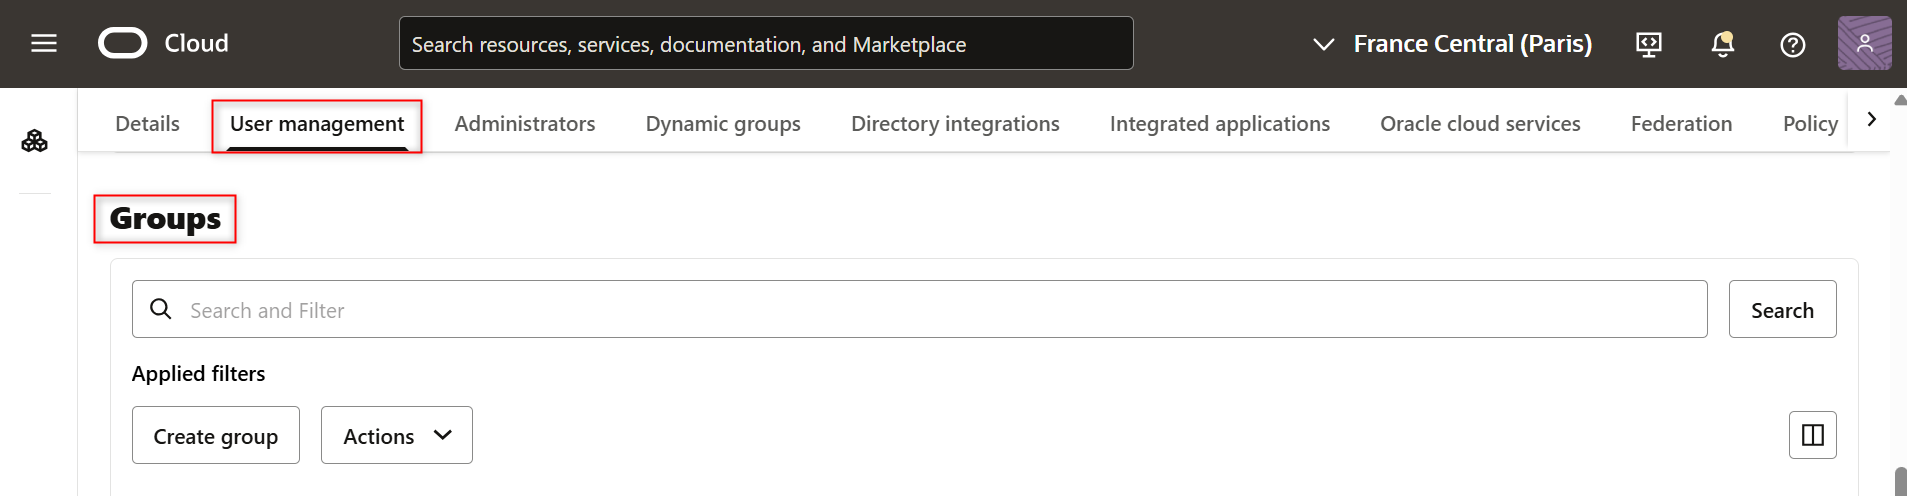 Cloud
Search resources, services, documentation, and Marketplace
France Central (Paris)
Details
User management
Administrators
Dynamic groups
Directory integrations
Integrated applications
Oracle cloud services
Federation
Policy
Groups
Search and Filter
Search
Applied filters
Create group
Actions